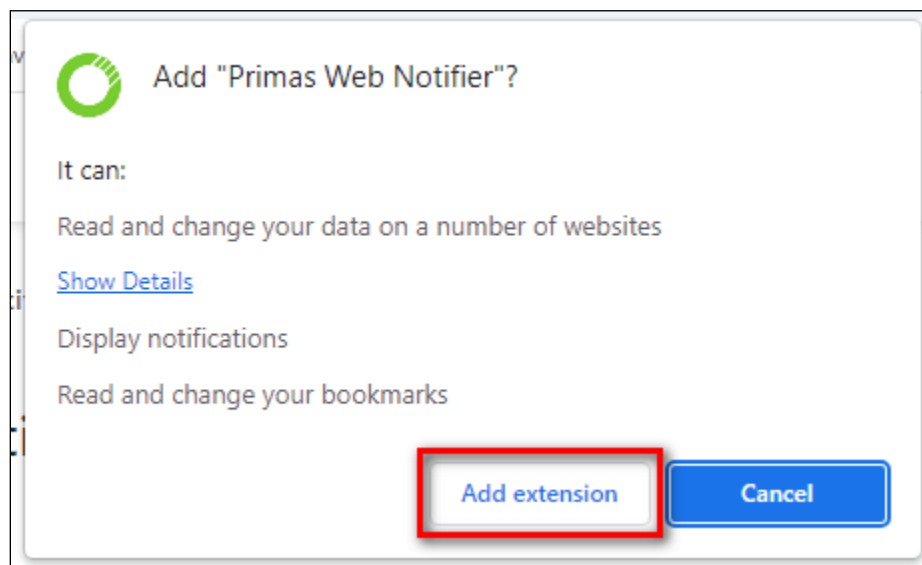 Add "Primas Web Notifier"?
It can:
Read and change your data on a number of websites
Show Details
Display notifications
Read and change your bookmarks
Add extension
Cancel